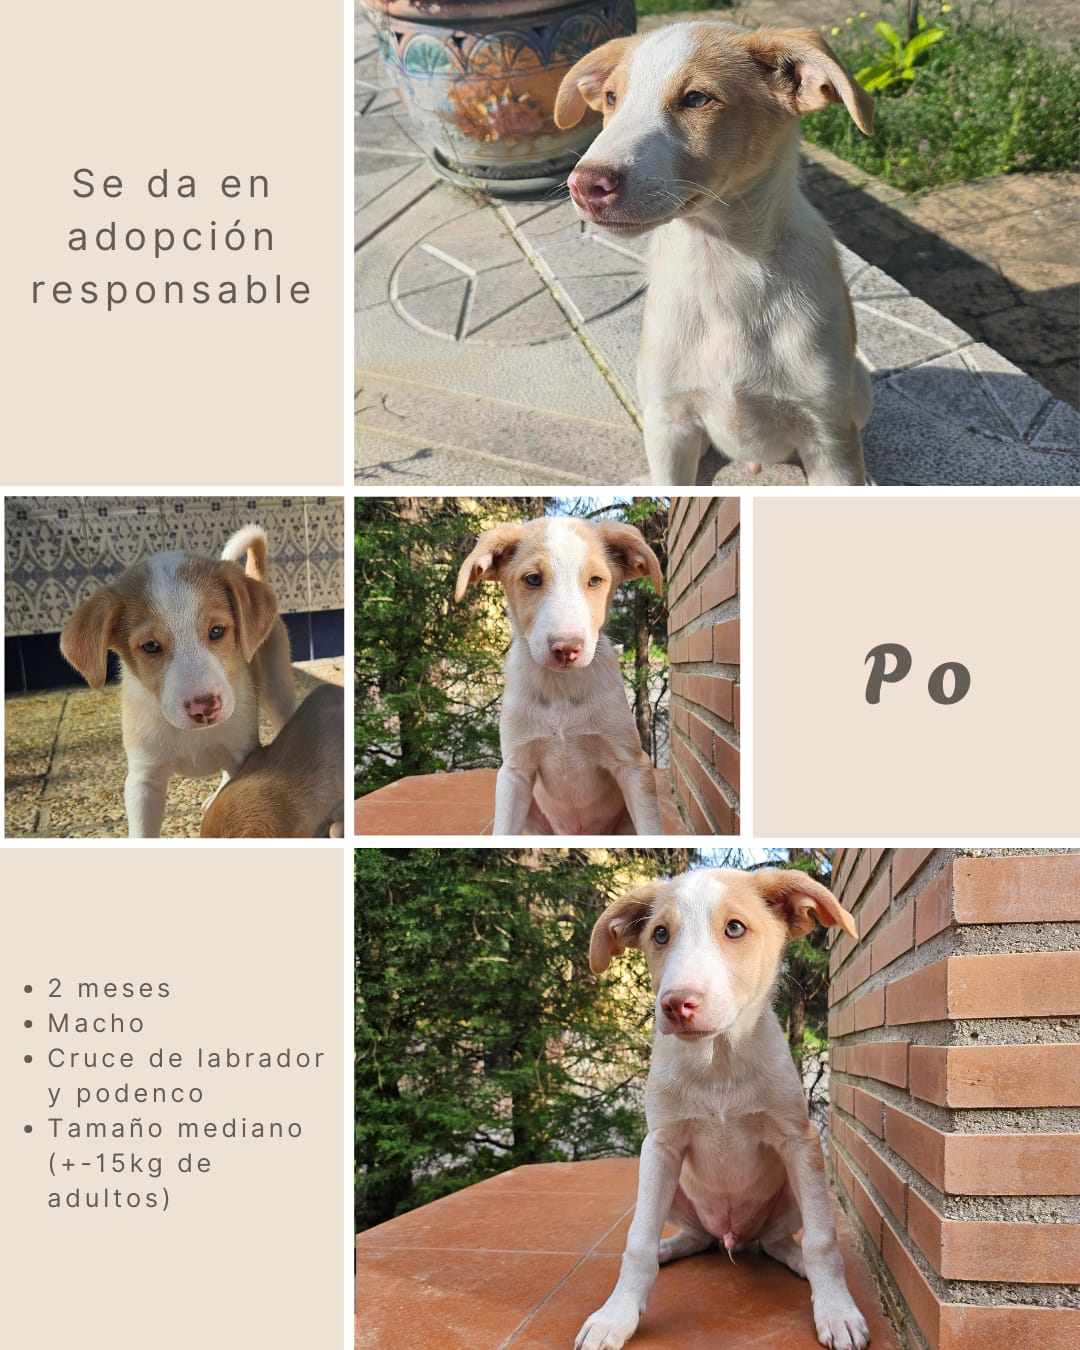 Se da en
adopción
responsable
Po
• 2 meses
• Macho
• Cruce de labrador
y podenco
• Tamaño mediano
(+-15kg de
adultos)